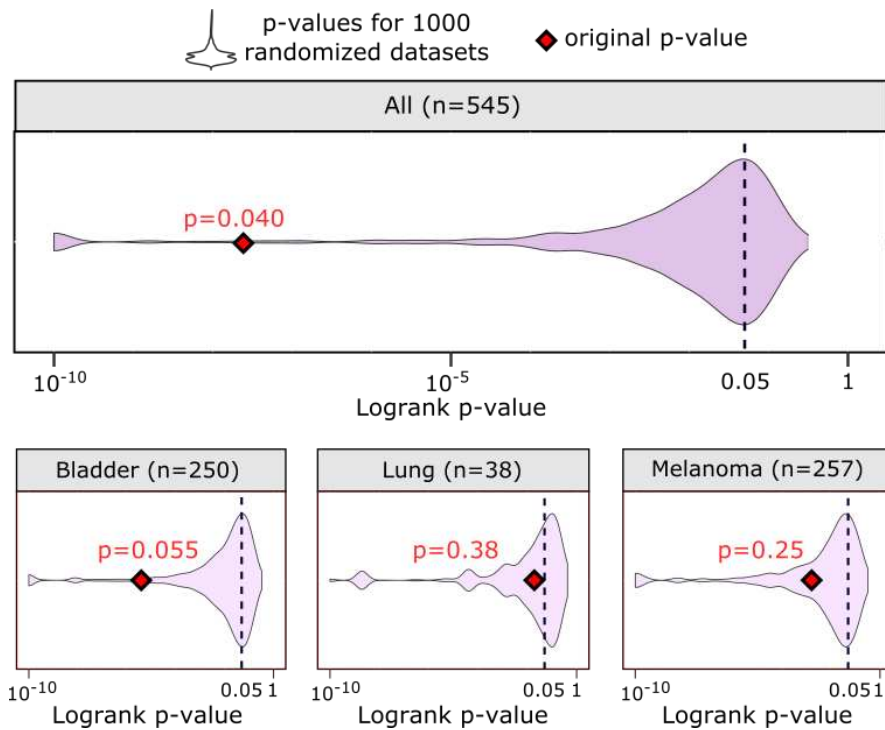 p-values for 1000
randomized datasets
original p-value
All (n=545)
p=0.040
10^-10
10^-5
0.05
1
Logrank p-value
Bladder (n=250)
Lung (n=38)
Melanoma (n=257)
p=0.055
p=0.38
p=0.25
10^-10
0.05
1
10^-10
0.05
1
10^-10
0.05
1
Logrank p-value
Logrank p-value
Logrank p-value